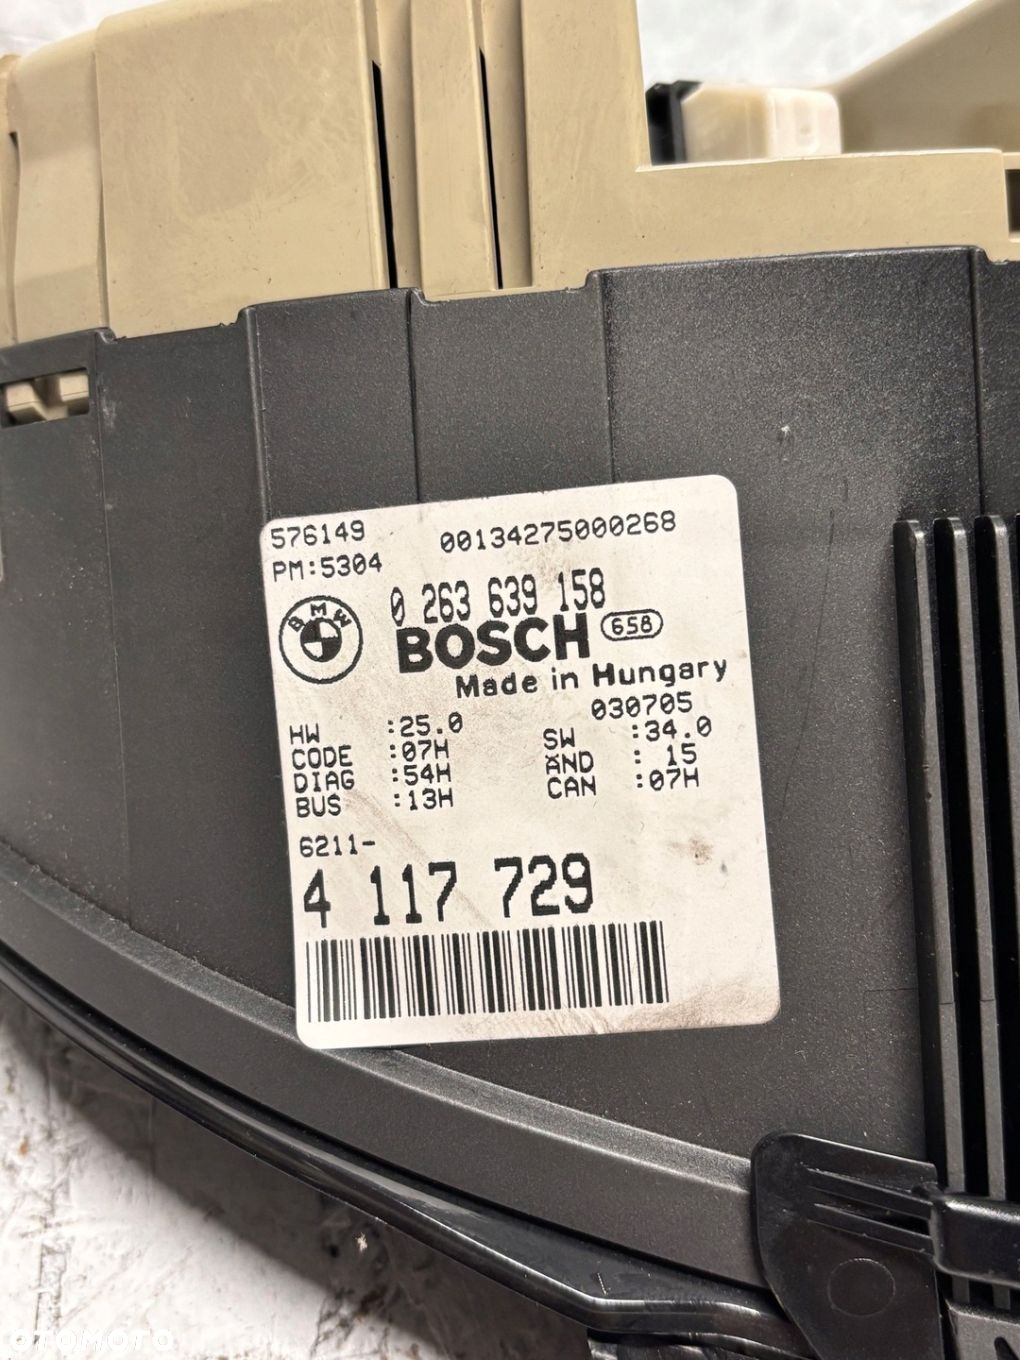 576149 00134275000268
PM:5304
0 263 639 158
BMW
BOSCH 658
Made in Hungary
030705
HW :25.0 SW :34.0
CODE :07H ÄND : 15
DIAG :54H CAN :07H
BUS :13H
6211-
4 117 729
OTOMOTO